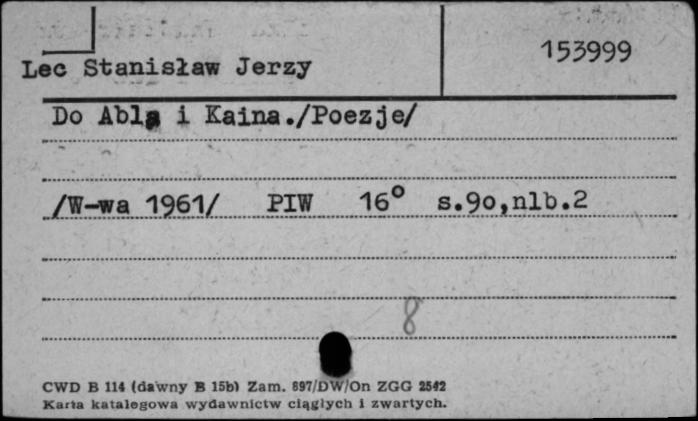 Lec Stanisław Jerzy 153999
Do Abla i Kaina./Poezje/
/W-wa 1961/ PIW 16° s.9o,nlb.2
8
CWD B 114 (dawny B 15b) Zam. 897/DW/On ZGG 2542
Karta katalogowa wydawnictw ciągłych i zwartych.